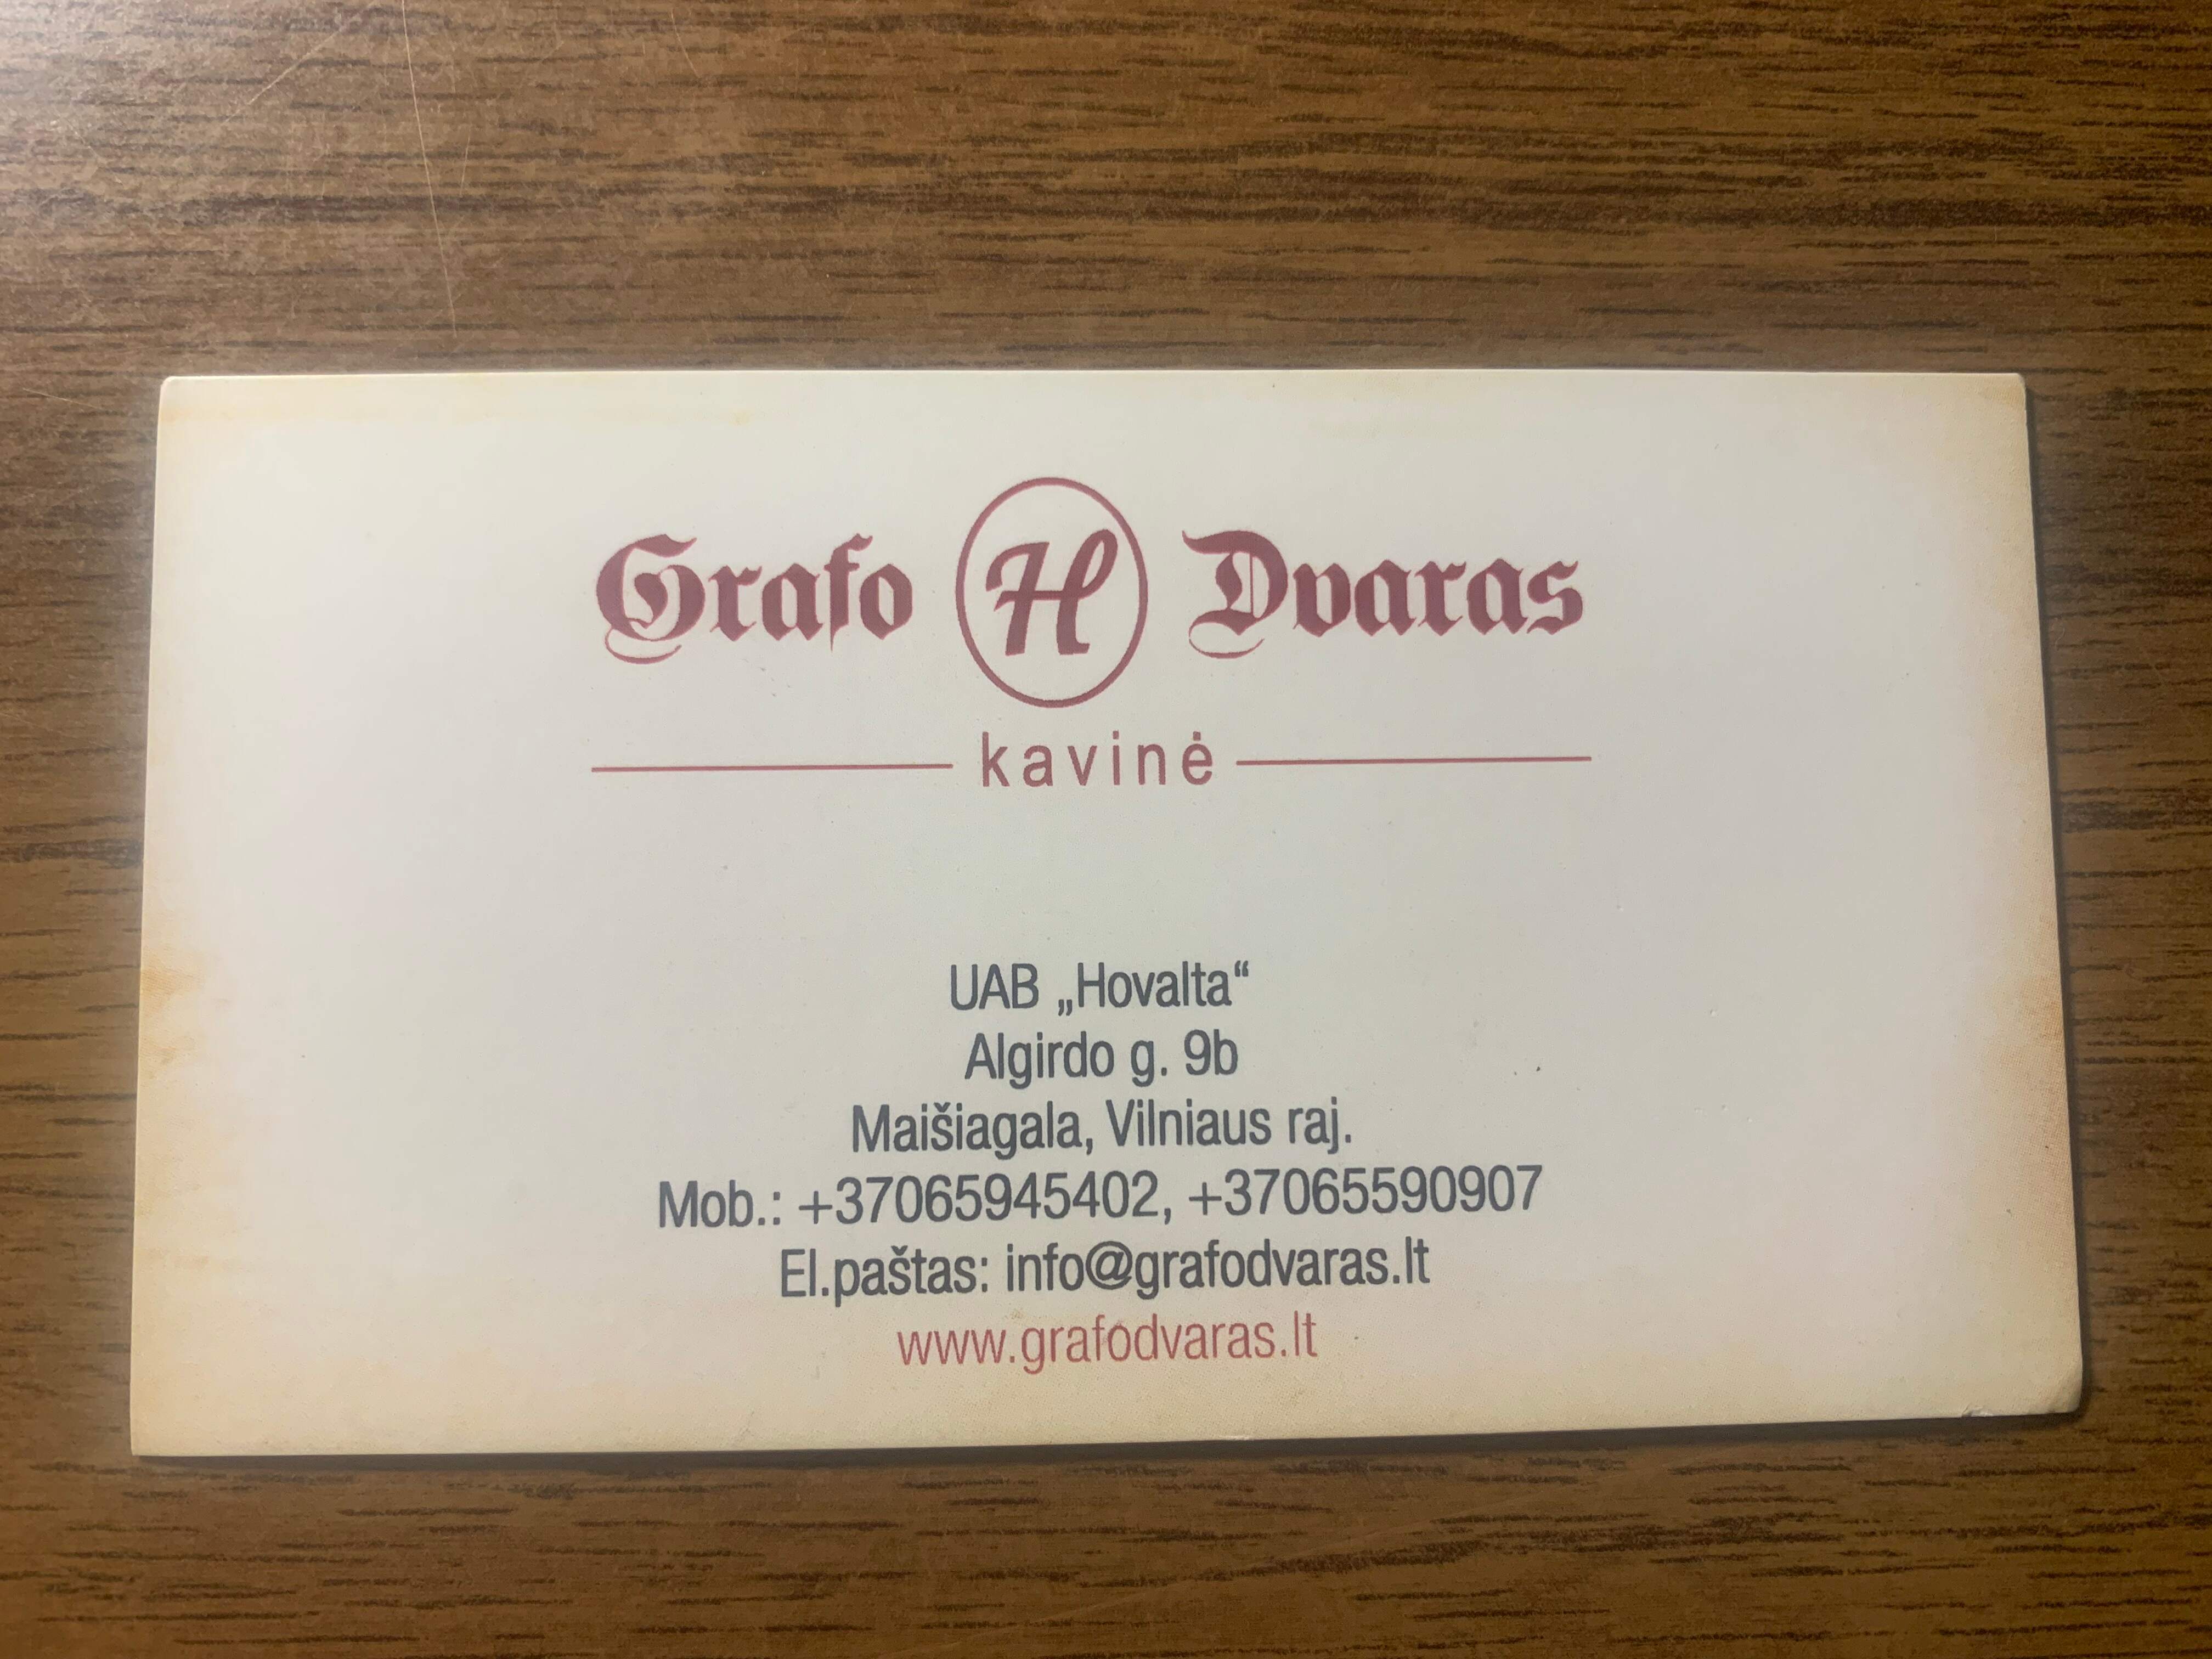 Grafo H Dvaras
kavinė
UAB „Hovalta“
Algirdo g. 9b
Maišiagala, Vilniaus raj.
Mob.: +37065945402, +37065590907
El.paštas: info@grafodvaras.lt
www.grafodvaras.lt